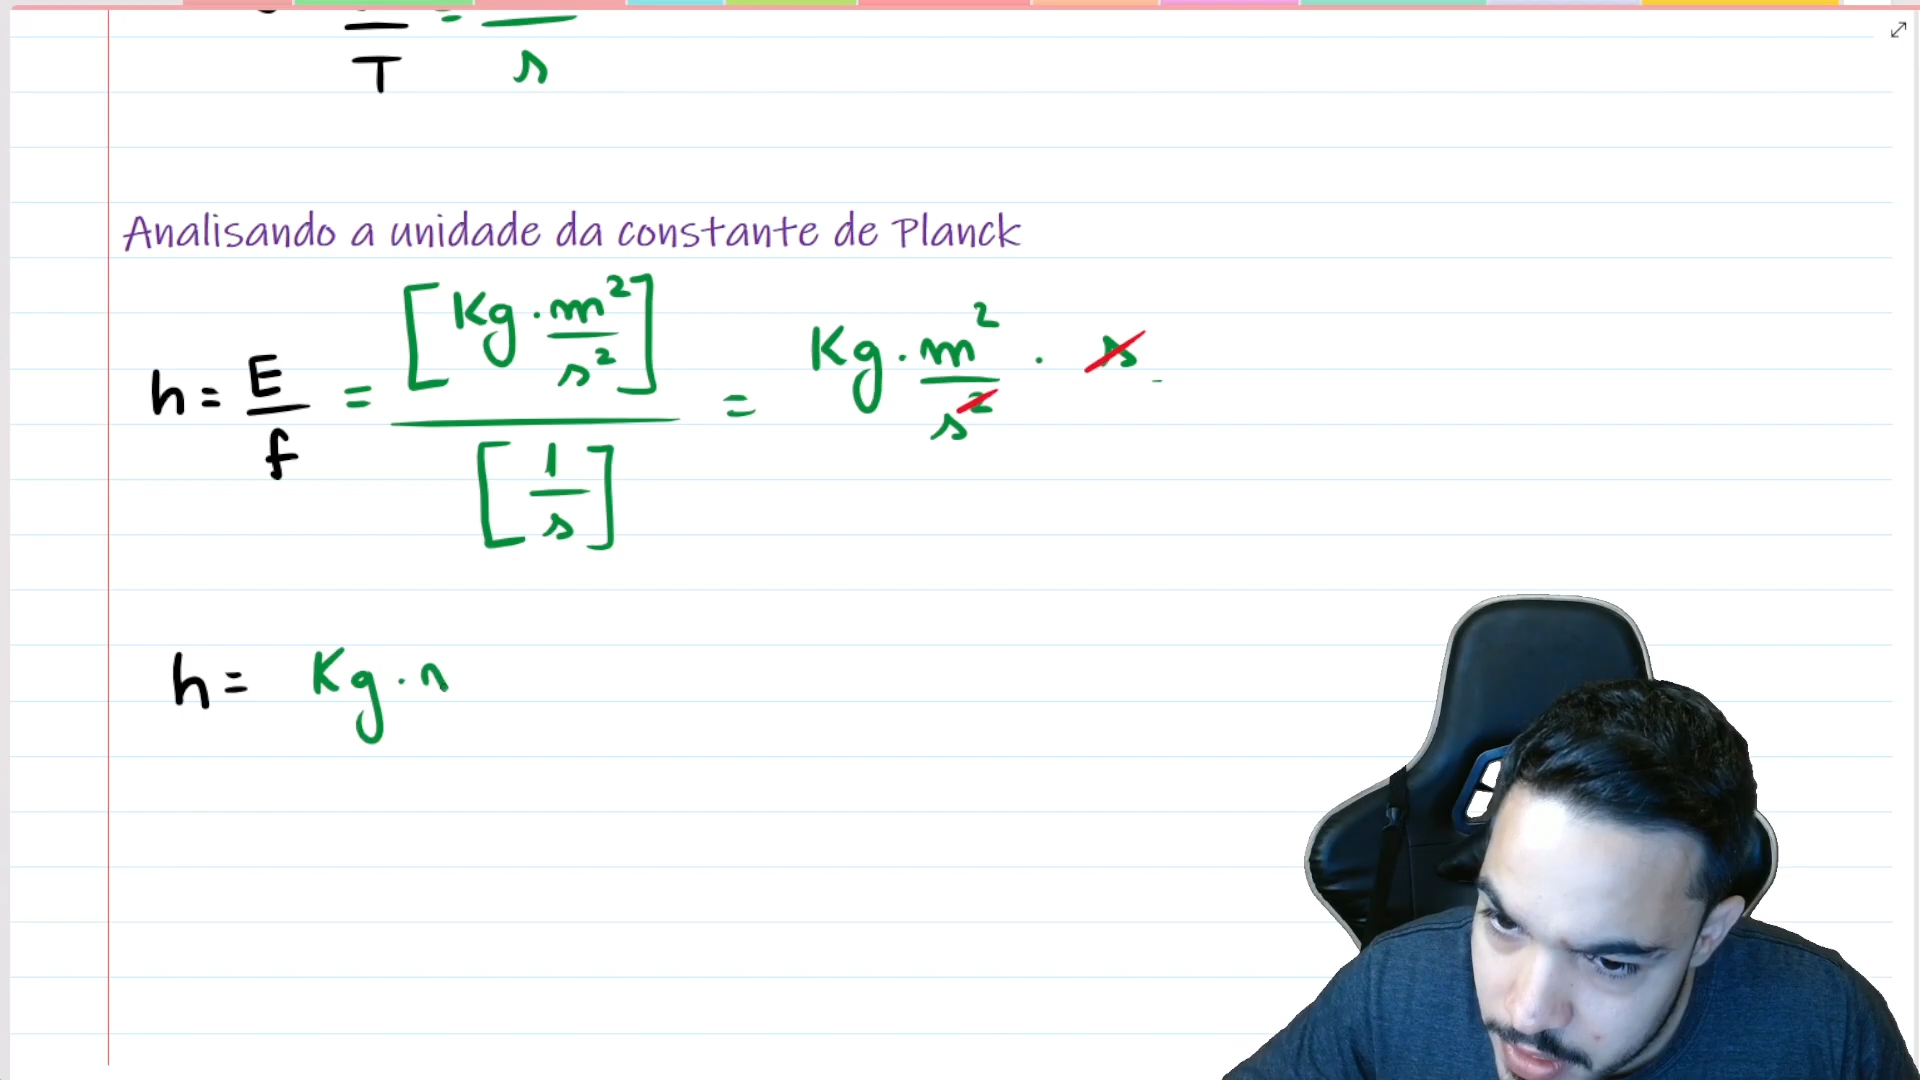 T = s
Analisando a unidade da constante de Planck
h = E/f = [Kg · m²/s²] / [1/s] = Kg · m²/s² · s
h = Kg ·